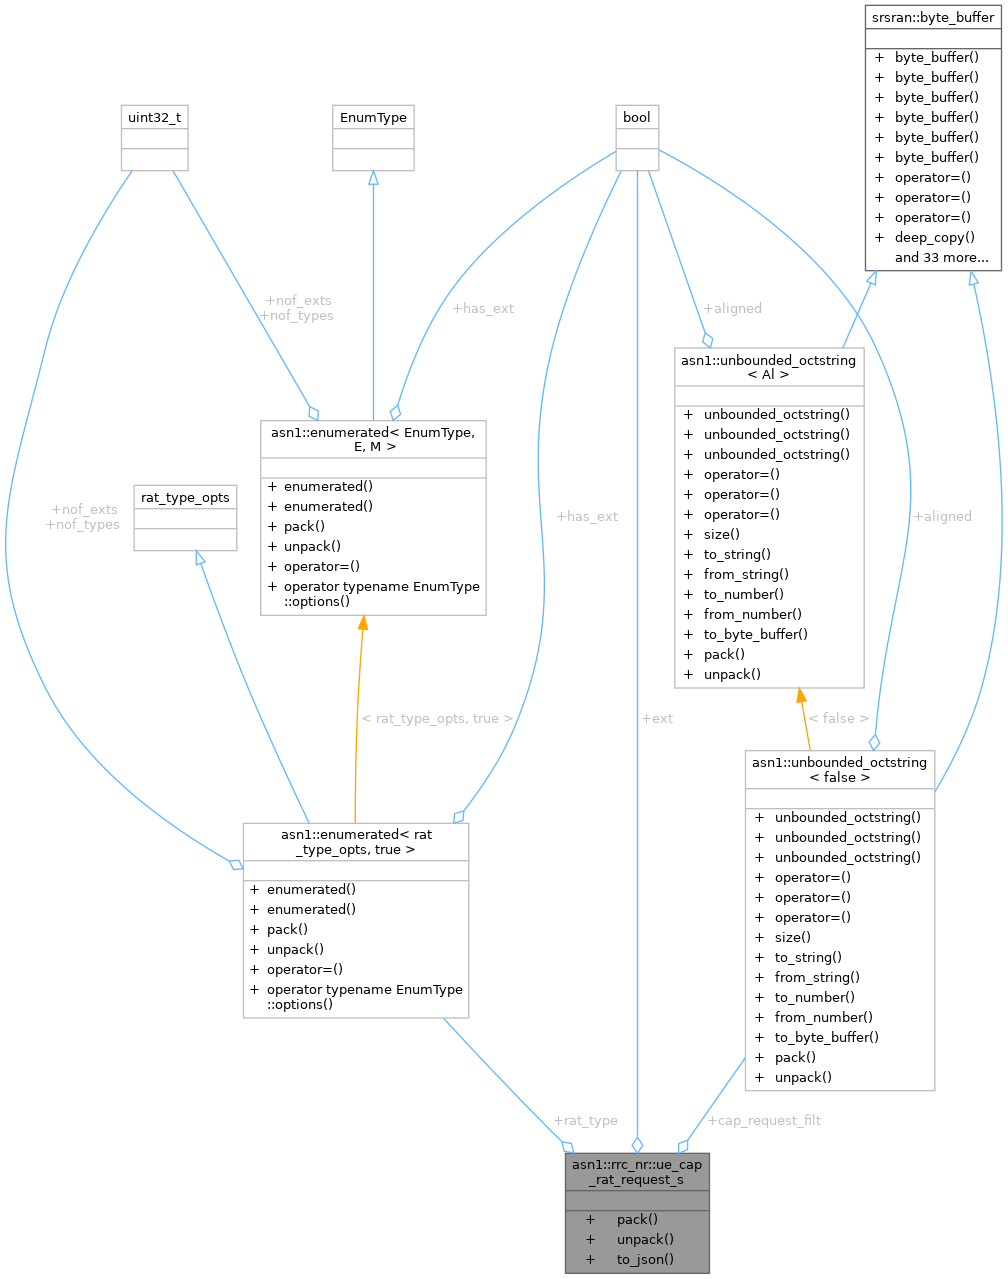 srsran::byte_buffer
+ byte_buffer()
+ byte_buffer()
+ byte_buffer()
+ byte_buffer()
+ byte_buffer()
+ byte_buffer()
+ operator=()
+ operator=()
+ operator=()
+ deep_copy()
and 33 more...
uint32_t
EnumType
bool
+nof_exts
+nof_types
+has_ext
+aligned
asn1::unbounded_octstring
< Al >
+ unbounded_octstring()
+ unbounded_octstring()
+ unbounded_octstring()
+ operator=()
+ operator=()
+ operator=()
+ size()
+ to_string()
+ from_string()
+ to_number()
+ from_number()
+ to_byte_buffer()
+ pack()
+ unpack()
asn1::enumerated< EnumType,
E, M >
+ enumerated()
+ enumerated()
+ pack()
+ unpack()
+ operator=()
+ operator typename EnumType
::options()
rat_type_opts
+nof_exts
+nof_types
+has_ext
+aligned
< rat_type_opts, true >
+ext
< false >
asn1::unbounded_octstring
< false >
+ unbounded_octstring()
+ unbounded_octstring()
+ unbounded_octstring()
+ operator=()
+ operator=()
+ operator=()
+ size()
+ to_string()
+ from_string()
+ to_number()
+ from_number()
+ to_byte_buffer()
+ pack()
+ unpack()
asn1::enumerated< rat
_type_opts, true >
+ enumerated()
+ enumerated()
+ pack()
+ unpack()
+ operator=()
+ operator typename EnumType
::options()
+rat_type
+cap_request_filt
asn1::rrc_nr::ue_cap
_rat_request_s
+ pack()
+ unpack()
+ to_json()